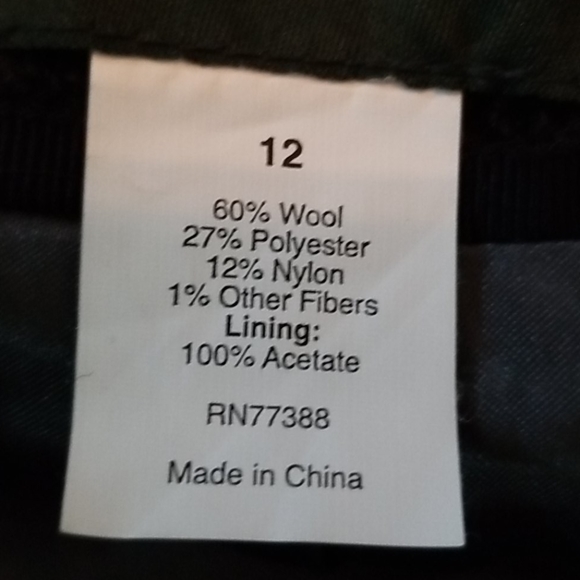 12
60% Wool
27% Polyester
12% Nylon
1% Other Fibers
Lining:
100% Acetate
RN77388
Made in China